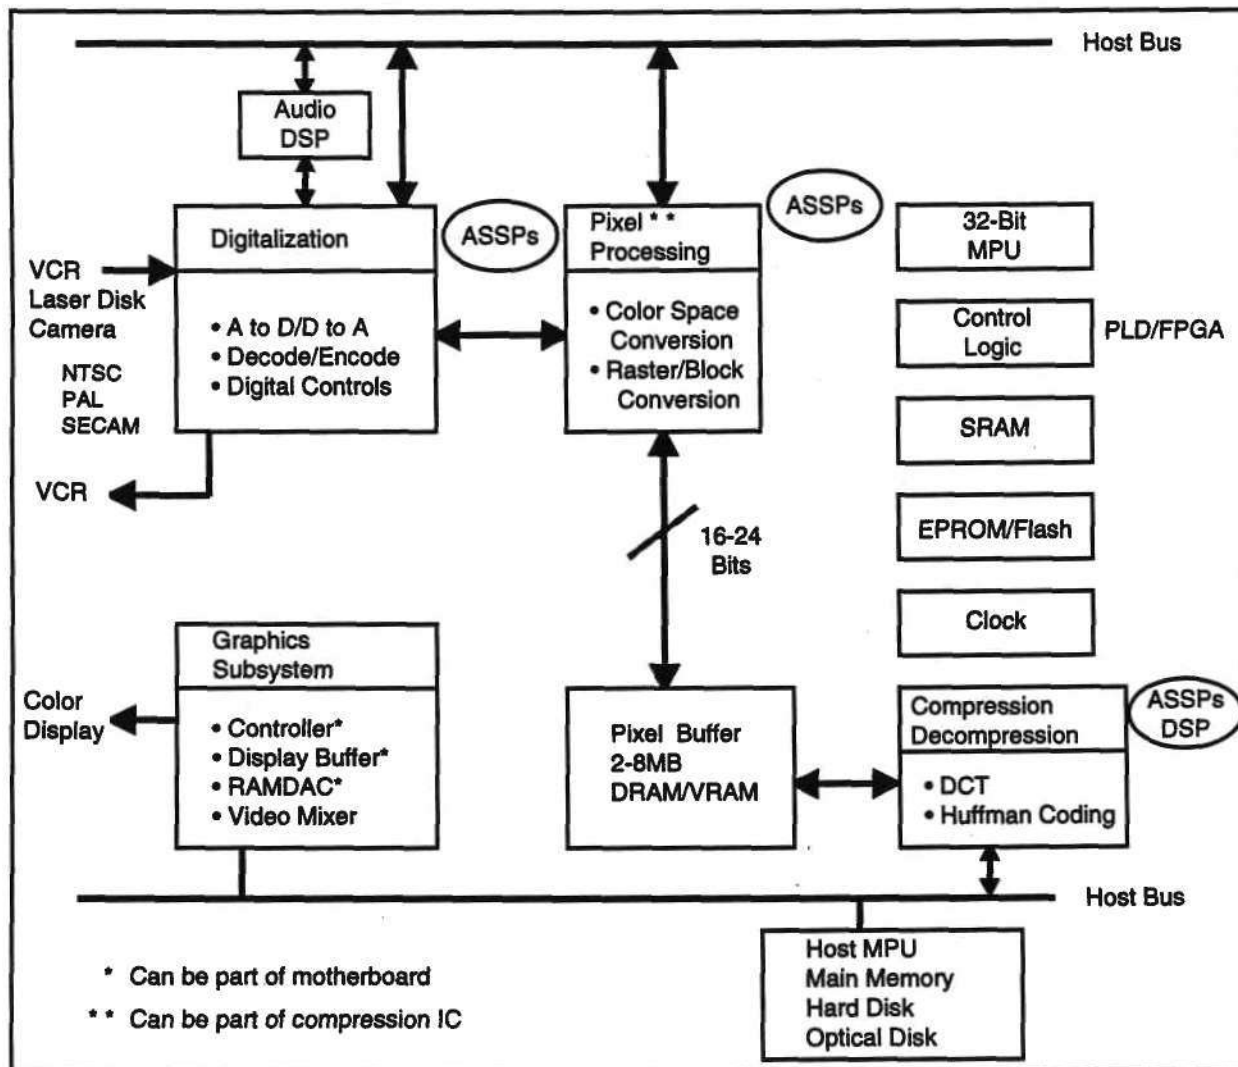 Host Bus
Audio
DSP
Digitalization
ASSPs
Pixel * *
Processing
ASSPs
32-Bit
MPU
VCR
Laser Disk
Camera
NTSC
PAL
SECAM
• A to D/D to A
• Decode/Encode
• Digital Controls
• Color Space
Conversion
• Raster/Block
Conversion
Control
Logic
PLD/FPGA
SRAM
VCR
16-24
Bits
EPROM/Flash
Clock
Graphics
Subsystem
Color
Display
• Controller*
• Display Buffer*
• RAMDAC*
• Video Mixer
Pixel Buffer
2-8MB
DRAM/VRAM
Compression
Decompression
ASSPs
DSP
• DCT
• Huffman Coding
Host Bus
Host MPU
Main Memory
Hard Disk
Optical Disk
* Can be part of motherboard
* * Can be part of compression IC